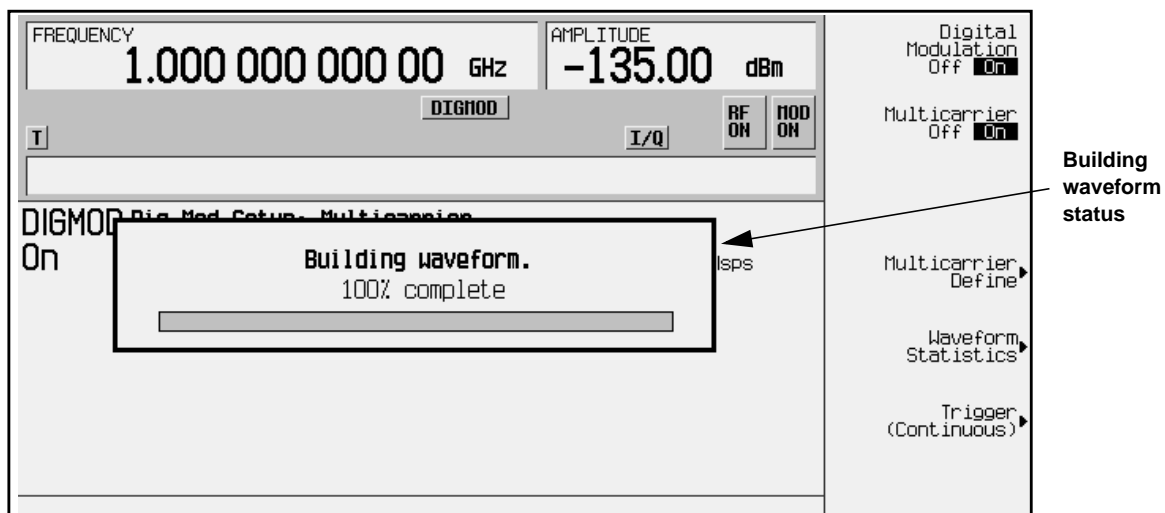 FREQUENCY
1.000 000 000 00 GHz
AMPLITUDE
-135.00 dBm
DIGMOD
T
I/Q
RF ON
MOD ON
DIGMOD
On
Building waveform.
100% complete
Digital
Modulation
Off On
Multicarrier
Off On
Multicarrier
Define
Waveform
Statistics
Trigger
(Continuous)
Building
waveform
status